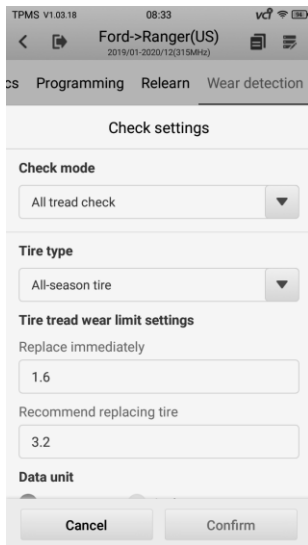 TPMS V1.03.18 08:33
Ford->Ranger(US)
2019/01-2020/12(315MHz)
cs Programming Relearn Wear detection
Check settings
Check mode
All tread check
Tire type
All-season tire
Tire tread wear limit settings
Replace immediately
1.6
Recommend replacing tire
3.2
Data unit
Cancel Confirm